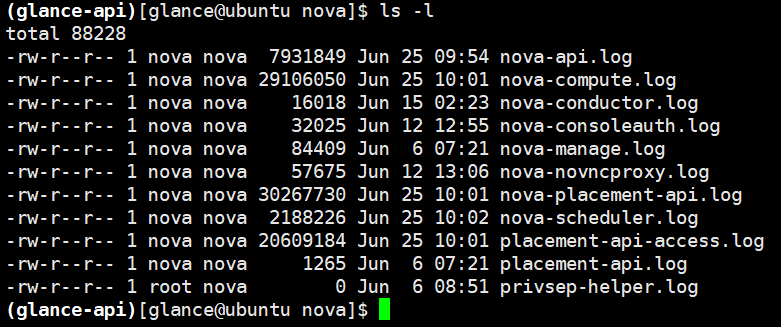 (glance-api)[glance@ubuntu nova]$ ls -l
total 88228
-rw-r--r-- 1 nova nova  7931849 Jun 25 09:54 nova-api.log
-rw-r--r-- 1 nova nova 29106050 Jun 25 10:01 nova-compute.log
-rw-r--r-- 1 nova nova    16018 Jun 15 02:23 nova-conductor.log
-rw-r--r-- 1 nova nova    32025 Jun 12 12:55 nova-consoleauth.log
-rw-r--r-- 1 nova nova    84409 Jun  6 07:21 nova-manage.log
-rw-r--r-- 1 nova nova    57675 Jun 12 13:06 nova-novncproxy.log
-rw-r--r-- 1 nova nova 30267730 Jun 25 10:01 nova-placement-api.log
-rw-r--r-- 1 nova nova  2188226 Jun 25 10:02 nova-scheduler.log
-rw-r--r-- 1 nova nova 20609184 Jun 25 10:01 placement-api-access.log
-rw-r--r-- 1 nova nova     1265 Jun  6 07:21 placement-api.log
-rw-r--r-- 1 root nova        0 Jun  6 08:51 privsep-helper.log
(glance-api)[glance@ubuntu nova]$